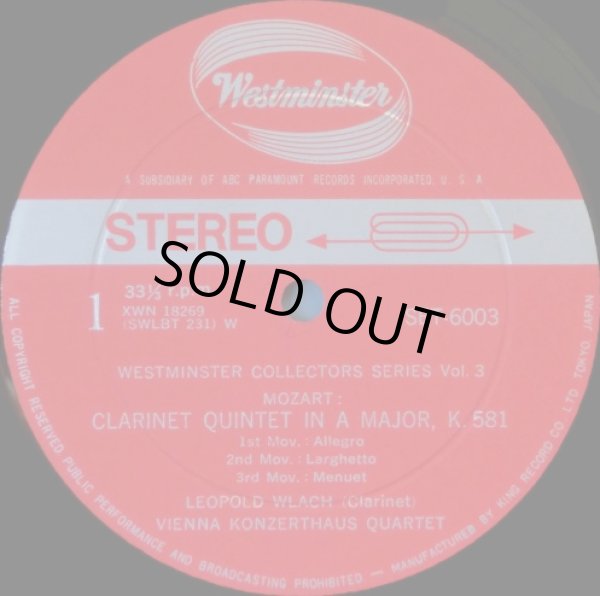 Westminster
A SUBSIDIARY OF ABC PARAMOUNT RECORDS INCORPORATED. U. S. A
STEREO
1
33⅓ r.p.m
XWN 18269
(SWLBT 231) W
-6003
SOLD OUT
WESTMINSTER COLLECTORS SERIES Vol. 3
MOZART:
CLARINET QUINTET IN A MAJOR, K. 581
1st Mov.: Allegro
2nd Mov.: Larghetto
3rd Mov.: Menuet
LEOPOLD WLACH (Clarinet)
VIENNA KONZERTHAUS QUARTET
ALL COPYRIGHT RESERVED PUBLIC PERFORMANCE AND BROADCASTING PROHIBITED — MANUFACTURED BY KING RECORD CO. LTD TOKYO JAPAN